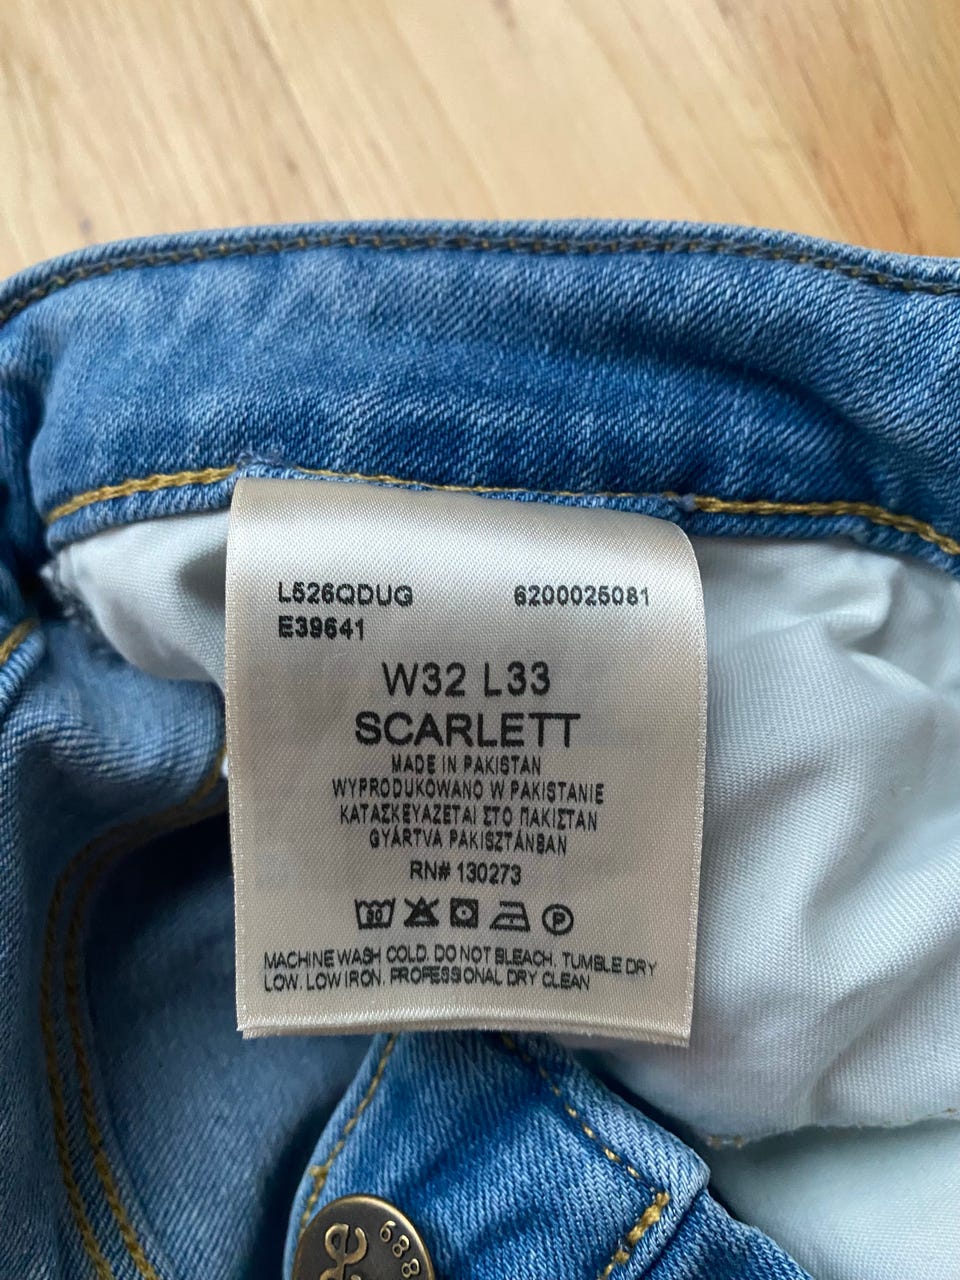 L526QDUG 6200025081
E39641
W32 L33
SCARLETT
MADE IN PAKISTAN
WYPRODUKOWANO W PAKISTANIE
ΚΑΤΑΣΚΕΥΑΖΕΤΑΙ ΣΤΟ ΠΑΚΙΣΤΑΝ
GYÁRTVA PAKISZTÁNBAN
RN# 130273
30 P
MACHINE WASH COLD. DO NOT BLEACH. TUMBLE DRY
LOW. LOW IRON. PROFESSIONAL DRY CLEAN